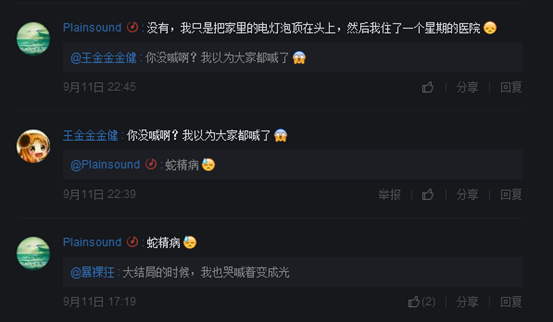 Plainsound : 没有，我只是把家里的电灯泡顶在头上，然后我住了一个星期的医院
@王金金金健 : 你没喊啊？我以为大家都喊了
9月11日 22:45 | 分享 | 回复
王金金金健 : 你没喊啊？我以为大家都喊了
@Plainsound : 蛇精病
9月11日 22:39 举报 | | 分享 | 回复
Plainsound : 蛇精病
@暴裸狂 : 大结局的时候，我也哭喊着变成光
9月11日 17:19 (2) | 分享 | 回复